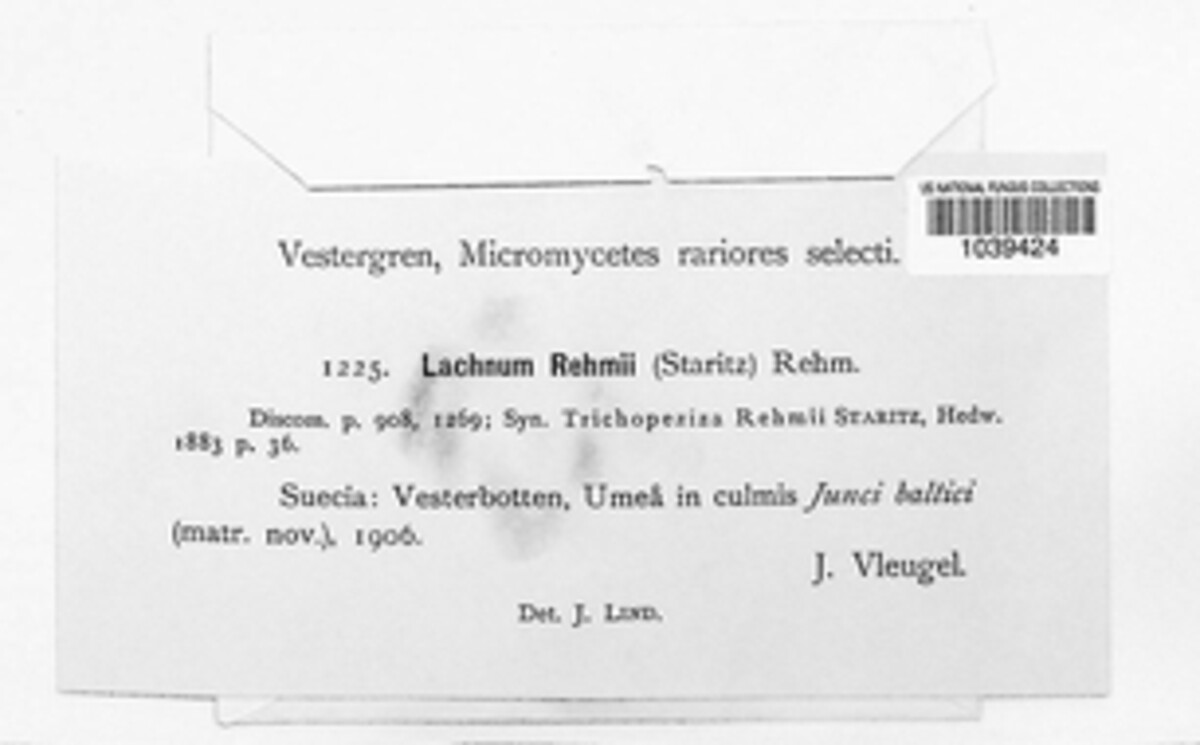 US NATIONAL FUNGUS COLLECTIONS
1039424
Vestergren, Micromycetes rariores selecti.
1225. Lachnum Rehmii (Staritz) Rehm.
Discom. p. 908, 1269; Syn. Trichopeziza Rehmii STARITZ, Hedw.
1883 p. 36.
Suecia: Vesterbotten, Umeå in culmis Junci baltici
(matr. nov.), 1906.
J. Vleugel.
Det. J. LIND.